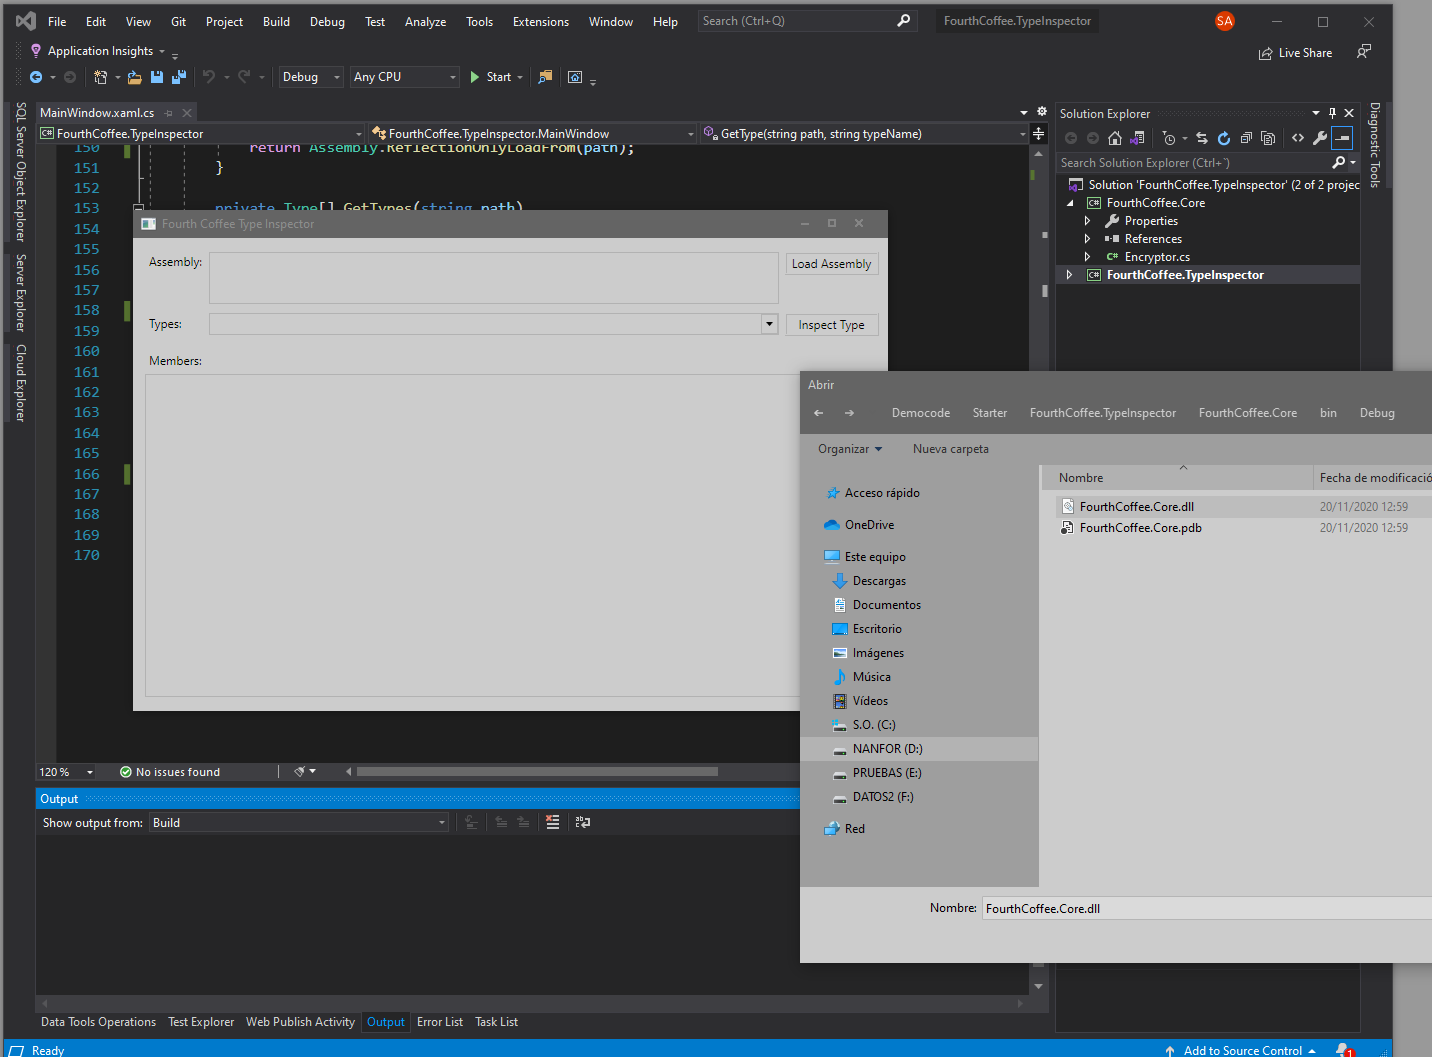 File Edit View Git Project Build Debug Test Analyze Tools Extensions Window Help Search (Ctrl+Q) FourthCoffee.TypeInspector SA
Application Insights Live Share
Debug Any CPU Start
MainWindow.xaml.cs
FourthCoffee.TypeInspector FourthCoffee.TypeInspector.MainWindow GetType(string path, string typeName)
SQL Server Object Explorer
Server Explorer
Cloud Explorer
150 return Assembly.ReflectionOnlyLoadFrom(path);
151 }
152
153 private Type[] GetTypes(string path)
154
155
156
157
158
159
160
161
162
163
164
165
166
167
168
169
170
Fourth Coffee Type Inspector
Assembly: Load Assembly
Types: Inspect Type
Members:
Solution Explorer
Search Solution Explorer (Ctrl+´)
Solution 'FourthCoffee.TypeInspector' (2 of 2 projec
FourthCoffee.Core
Properties
References
C# Encryptor.cs
FourthCoffee.TypeInspector
Diagnostic Tools
Abrir
Democode Starter FourthCoffee.TypeInspector FourthCoffee.Core bin Debug
Organizar Nueva carpeta
Nombre Fecha de modificació
FourthCoffee.Core.dll 20/11/2020 12:59
FourthCoffee.Core.pdb 20/11/2020 12:59
Acceso rápido
OneDrive
Este equipo
Descargas
Documentos
Escritorio
Imágenes
Música
Vídeos
S.O. (C:)
NANFOR (D:)
PRUEBAS (E:)
DATOS2 (F:)
Red
Nombre: FourthCoffee.Core.dll
120 % No issues found
Output
Show output from: Build
Data Tools Operations Test Explorer Web Publish Activity Output Error List Task List
Ready Add to Source Control 1